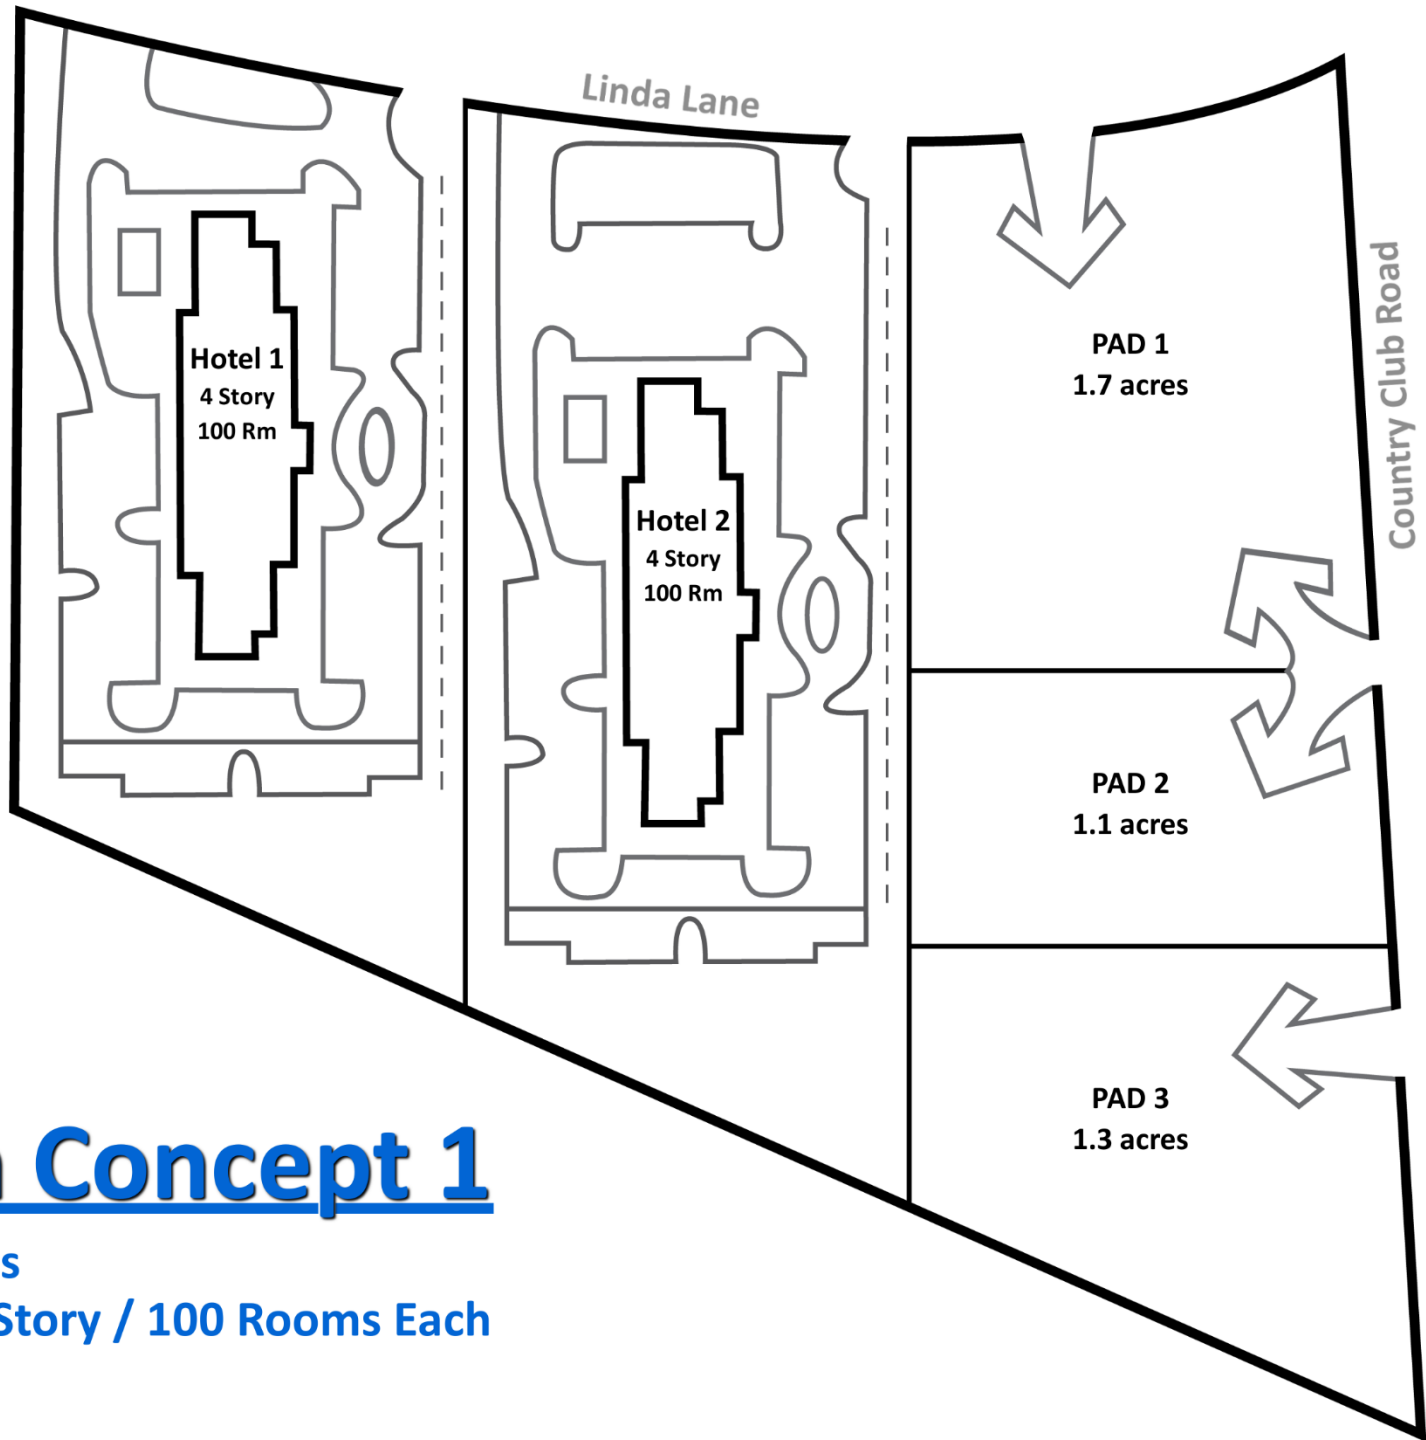 Linda Lane
Country Club Road
Hotel 1
4 Story
100 Rm
Hotel 2
4 Story
100 Rm
PAD 1
1.7 acres
PAD 2
1.1 acres
PAD 3
1.3 acres
Concept 1
Story / 100 Rooms Each